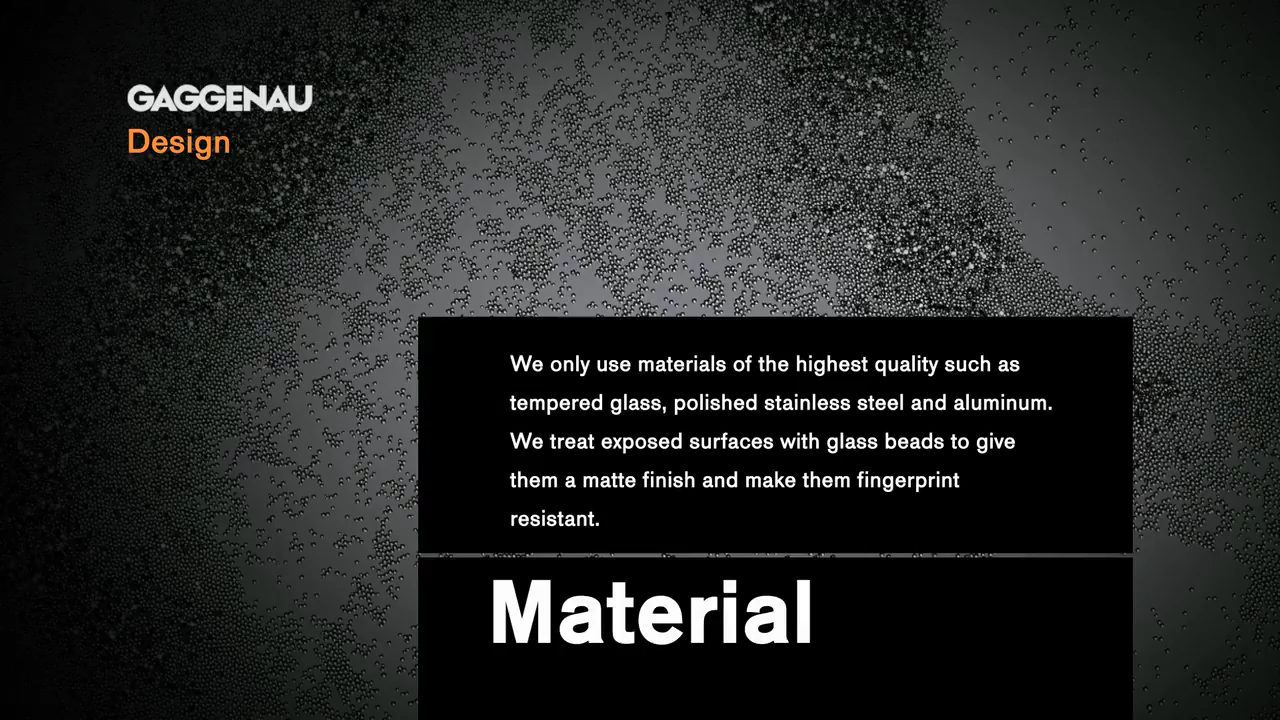 GAGGENAU
Design
We only use materials of the highest quality such as
tempered glass, polished stainless steel and aluminum.
We treat exposed surfaces with glass beads to give
them a matte finish and make them fingerprint
resistant.
Material